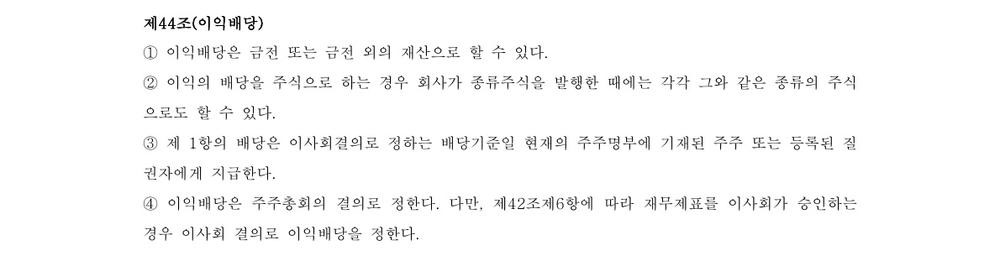 제44조(이익배당)
① 이익배당은 금전 또는 금전 외의 재산으로 할 수 있다.
② 이익의 배당을 주식으로 하는 경우 회사가 종류주식을 발행한 때에는 각각 그와 같은 종류의 주식
으로도 할 수 있다.
③ 제 1항의 배당은 이사회결의로 정하는 배당기준일 현재의 주주명부에 기재된 주주 또는 등록된 질
권자에게 지급한다.
④ 이익배당은 주주총회의 결의로 정한다. 다만, 제42조제6항에 따라 재무제표를 이사회가 승인하는
경우 이사회 결의로 이익배당을 정한다.